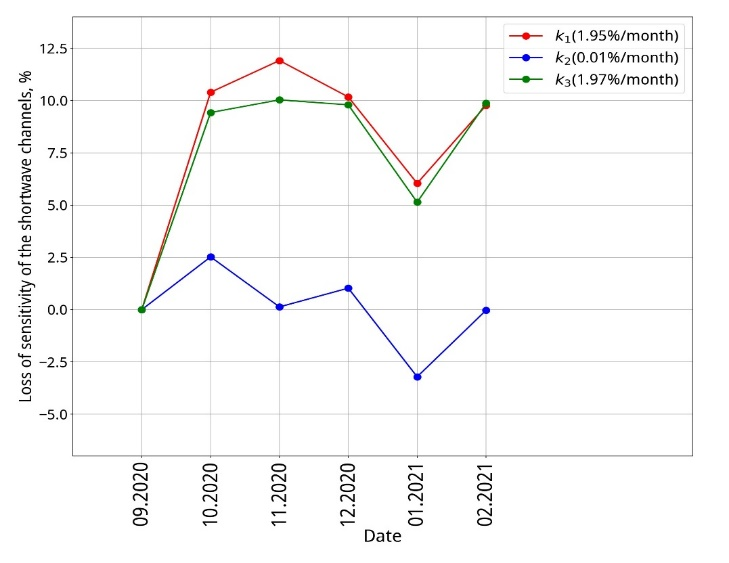 Loss of sensitivity of the shortwave channels, %
12.5
10.0
7.5
5.0
2.5
0.0
−2.5
−5.0
k₁(1.95%/month)
k₂(0.01%/month)
k₃(1.97%/month)
09.2020
10.2020
11.2020
12.2020
01.2021
02.2021
Date